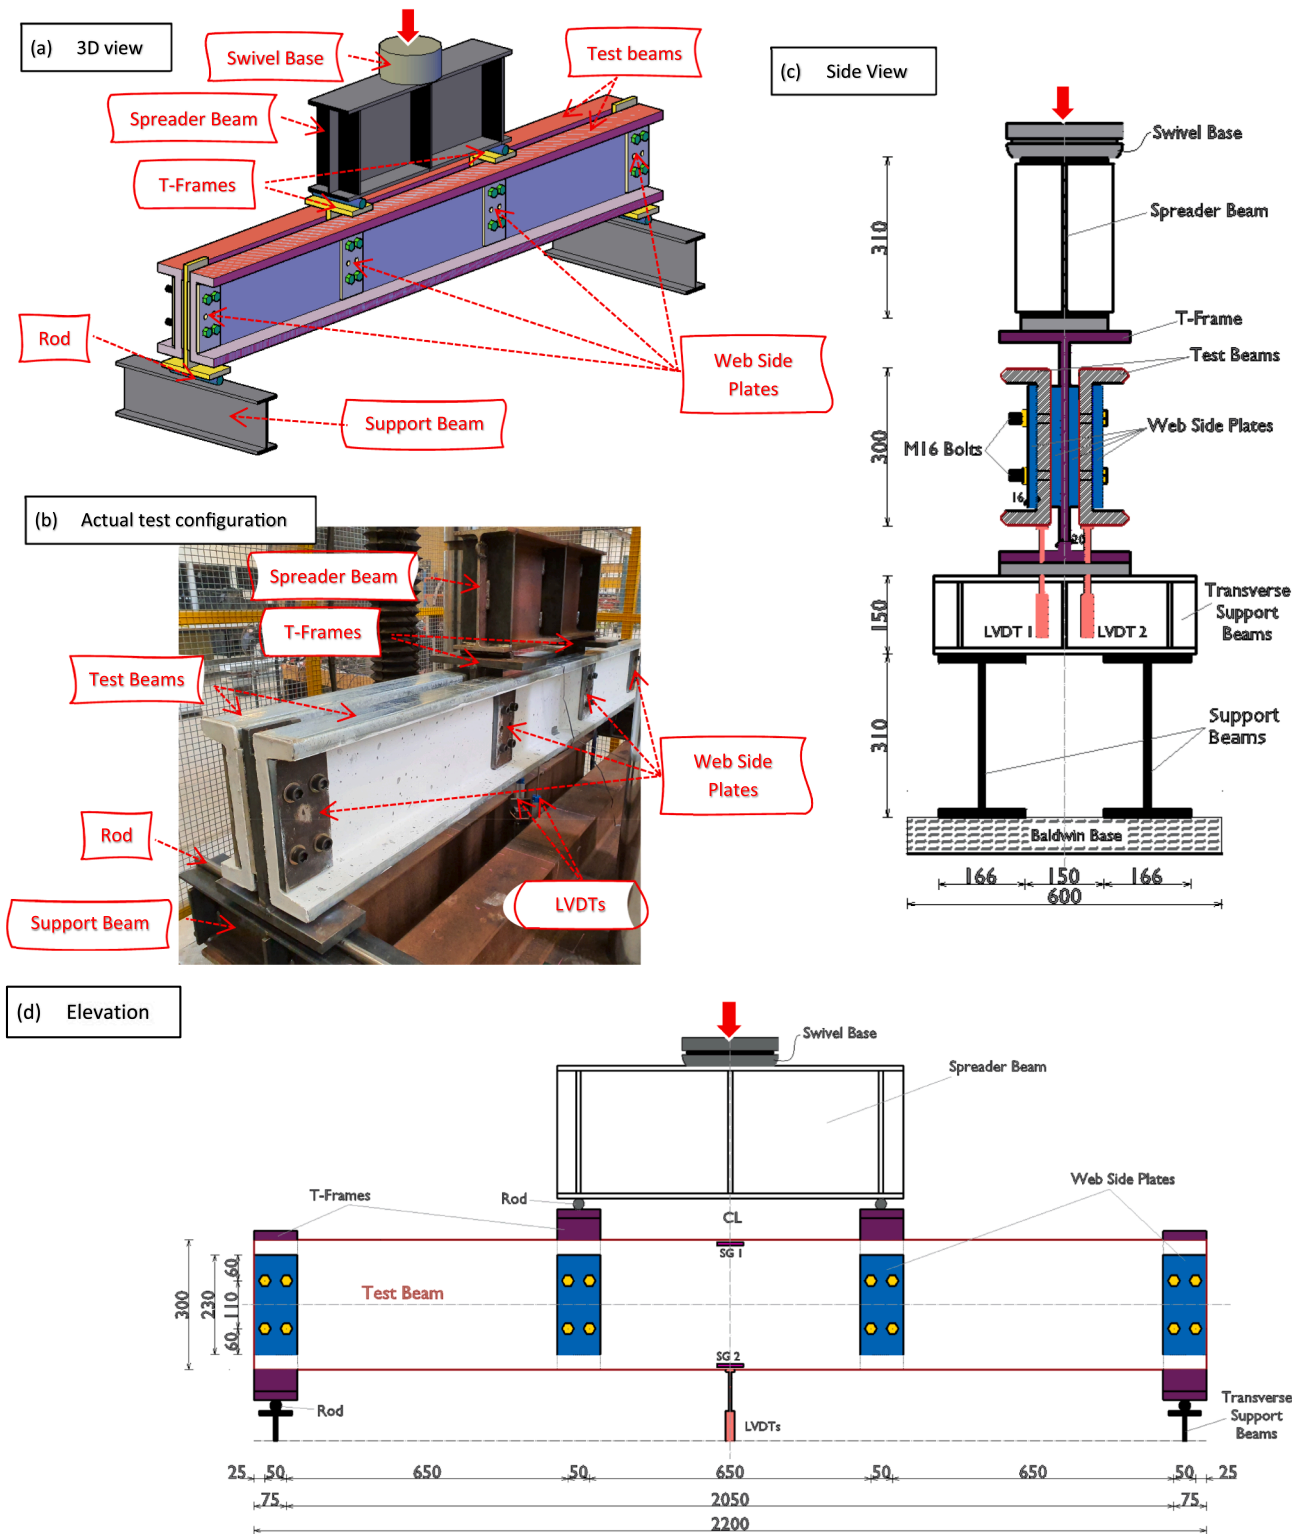 (a) 3D view
Swivel Base
Test beams
Spreader Beam
T-Frames
Rod
Web Side
Plates
Support Beam
(b) Actual test configuration
Spreader Beam
T-Frames
Test Beams
Web Side
Plates
Rod
LVDTs
Support Beam
(c) Side View
Swivel Base
310
Spreader Beam
T-Frame
Test Beams
300
M16 Bolts
Web Side Plates
16
20
150
LVDT 1
LVDT 2
Transverse
Support
Beams
310
Support
Beams
Baldwin Base
166 150 166
600
(d) Elevation
Swivel Base
Spreader Beam
T-Frames
Rod
CL
Web Side Plates
SG 1
300
230
60
110
60
Test Beam
SG 2
Rod
LVDTs
Transverse
Support
Beams
25 50 650 50 650 50 650 50 25
75 2050 75
2200